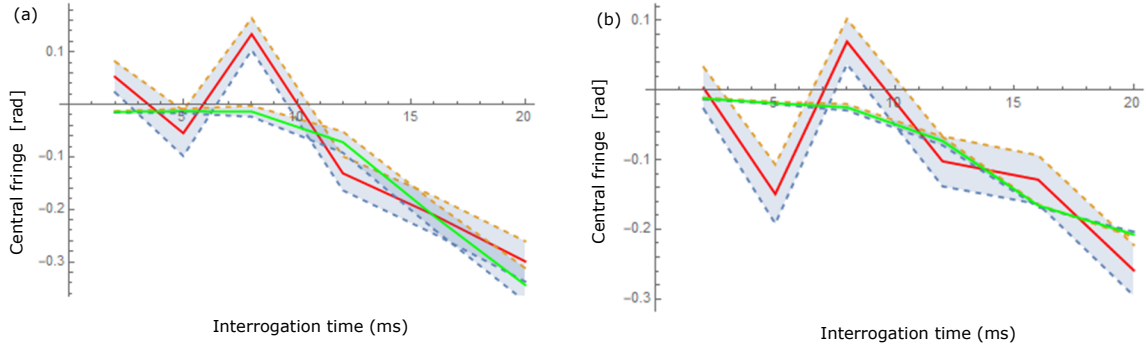 (a)
0.1
5
10
15
20
-0.1
-0.2
-0.3
Central fringe [rad]
Interrogation time (ms)
(b)
0.1
5
10
15
20
-0.1
-0.2
-0.3
Central fringe [rad]
Interrogation time (ms)